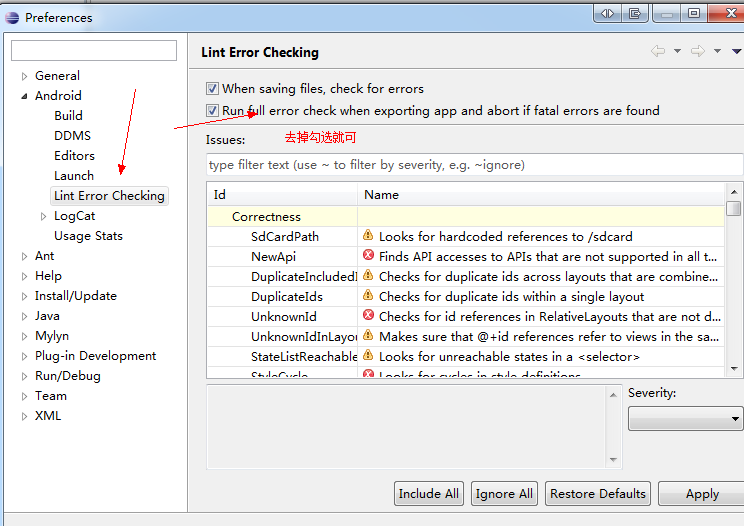 Preferences
General
Android
Build
DDMS
Editors
Launch
Lint Error Checking
LogCat
Usage Stats
Ant
Help
Install/Update
Java
Mylyn
Plug-in Development
Run/Debug
Team
XML
Lint Error Checking
When saving files, check for errors
Run full error check when exporting app and abort if fatal errors are found
去掉勾选就可
Issues:
type filter text (use ~ to filter by severity, e.g. ~ignore)
Id Name
Correctness
SdCardPath Looks for hardcoded references to /sdcard
NewApi Finds API accesses to APIs that are not supported in all t...
DuplicateIncludedI Checks for duplicate ids across layouts that are combine...
DuplicateIds Checks for duplicate ids within a single layout
UnknownId Checks for id references in RelativeLayouts that are not d...
UnknownIdInLayou Makes sure that @+id references refer to views in the sa...
StateListReachable Looks for unreachable states in a <selector>
StyleCycle Looks for cycles in style definitions
Severity:
Include All Ignore All Restore Defaults Apply